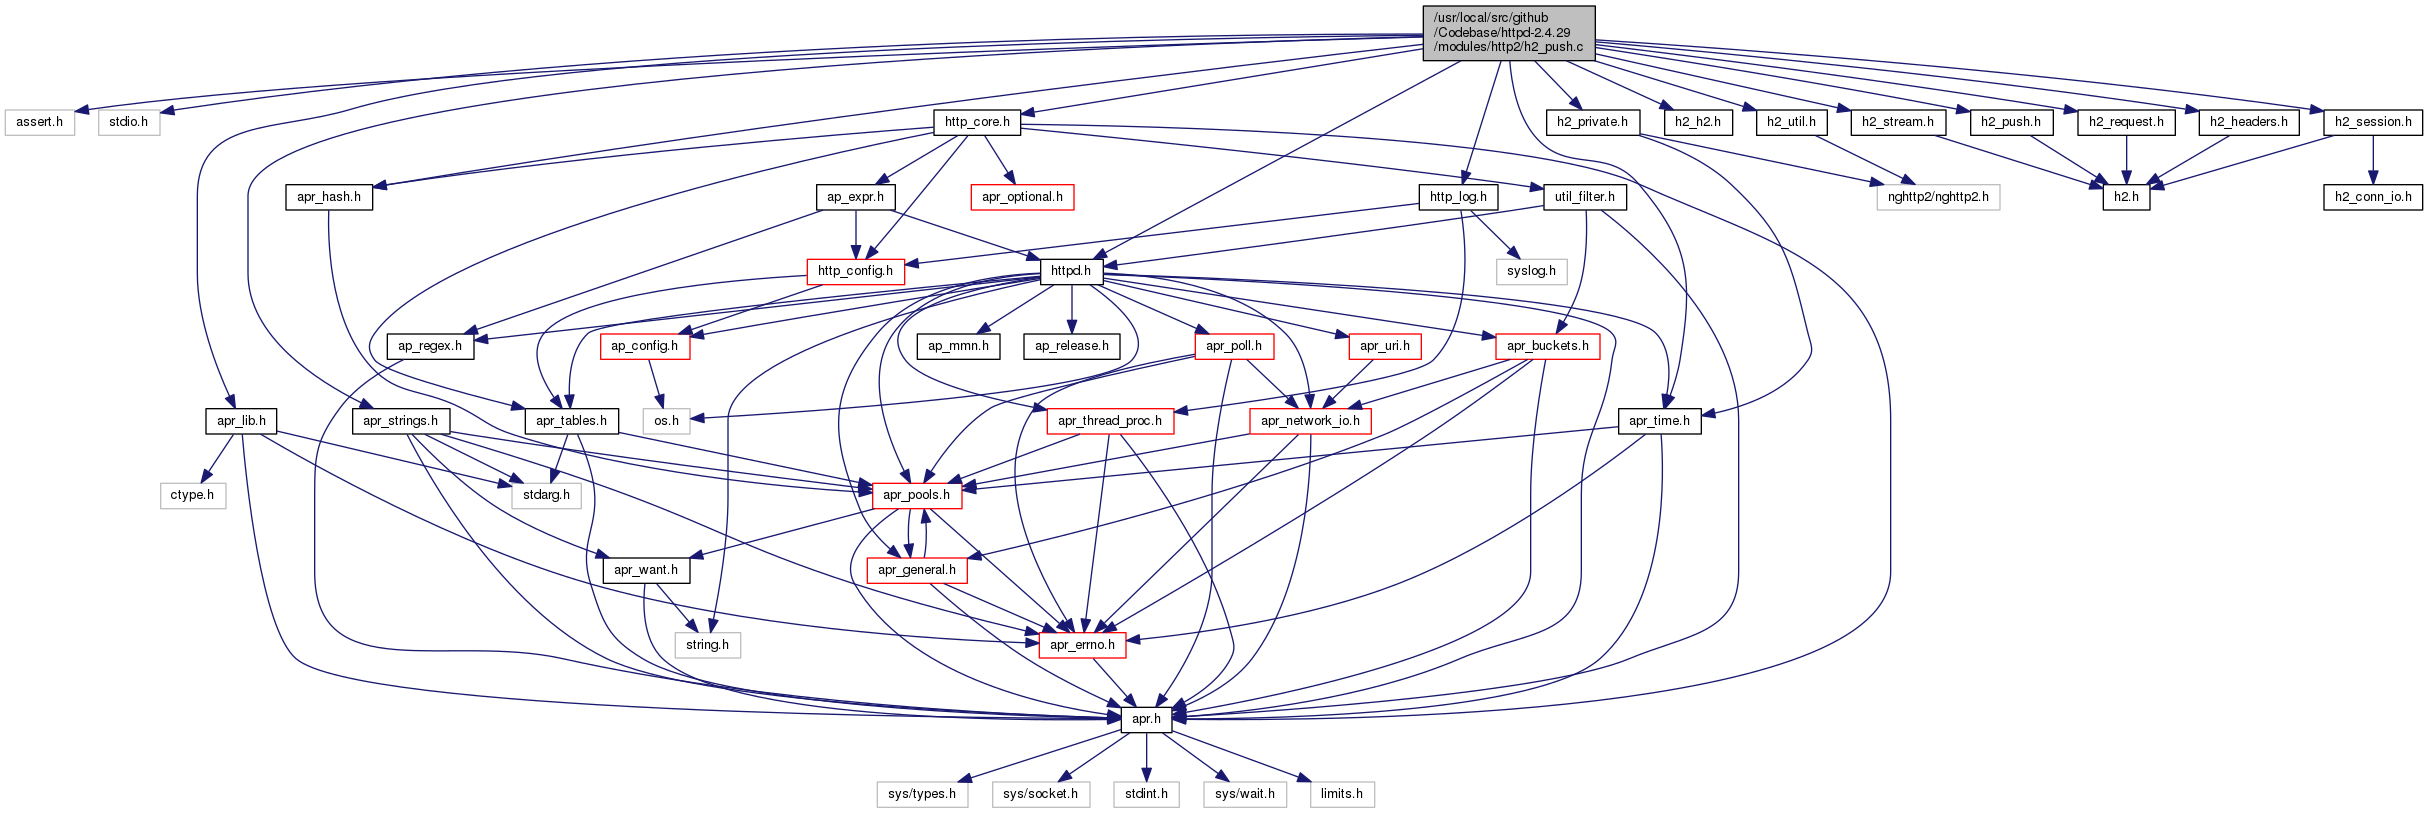 /usr/local/src/github
/Codebase/httpd-2.4.29
/modules/http2/h2_push.c
assert.h
stdio.h
http_core.h
h2_private.h
h2_h2.h
h2_util.h
h2_stream.h
h2_push.h
h2_request.h
h2_headers.h
h2_session.h
apr_hash.h
ap_expr.h
apr_optional.h
http_log.h
util_filter.h
nghttp2/nghttp2.h
h2.h
h2_conn_io.h
http_config.h
httpd.h
syslog.h
ap_regex.h
ap_config.h
ap_mmn.h
ap_release.h
apr_poll.h
apr_uri.h
apr_buckets.h
apr_lib.h
apr_strings.h
apr_tables.h
os.h
apr_thread_proc.h
apr_network_io.h
apr_time.h
ctype.h
stdarg.h
apr_pools.h
apr_want.h
apr_general.h
string.h
apr_errno.h
apr.h
sys/types.h
sys/socket.h
stdint.h
sys/wait.h
limits.h